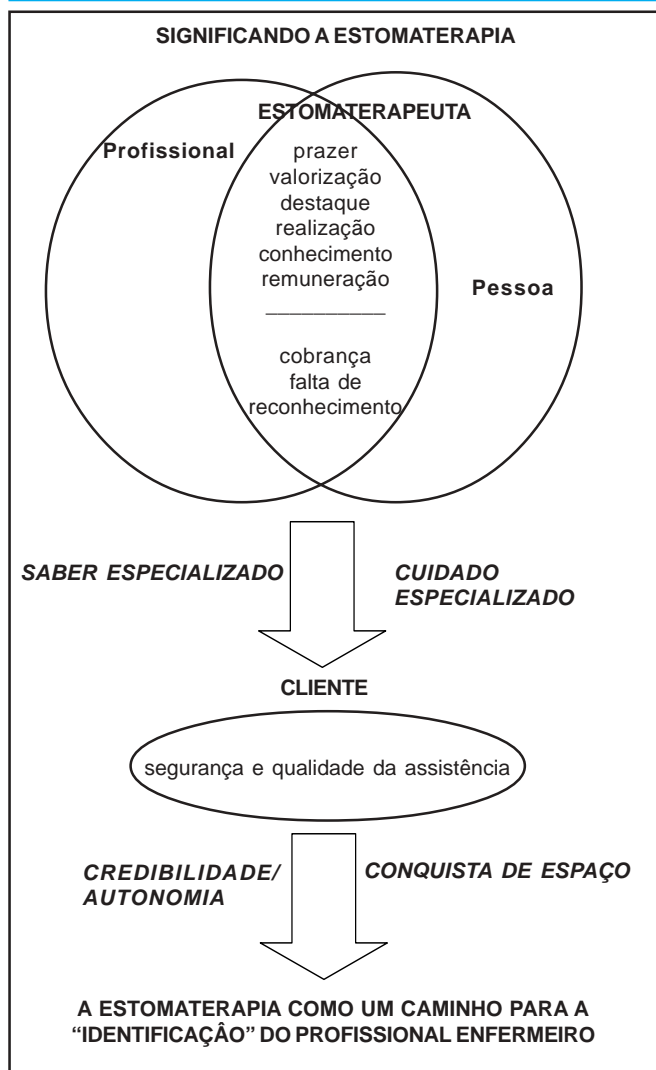 SIGNIFICANDO A ESTOMATERAPIA
ESTOMATERAPEUTA
Profissional
prazer
valorização
destaque
realização
conhecimento
remuneração
Pessoa
__________
cobrança
falta de
reconhecimento
SABER ESPECIALIZADO
CUIDADO
ESPECIALIZADO
CLIENTE
segurança e qualidade da assistência
CREDIBILIDADE/
AUTONOMIA
CONQUISTA DE ESPAÇO
A ESTOMATERAPIA COMO UM CAMINHO PARA A
“IDENTIFICAÇÂO” DO PROFISSIONAL ENFERMEIRO